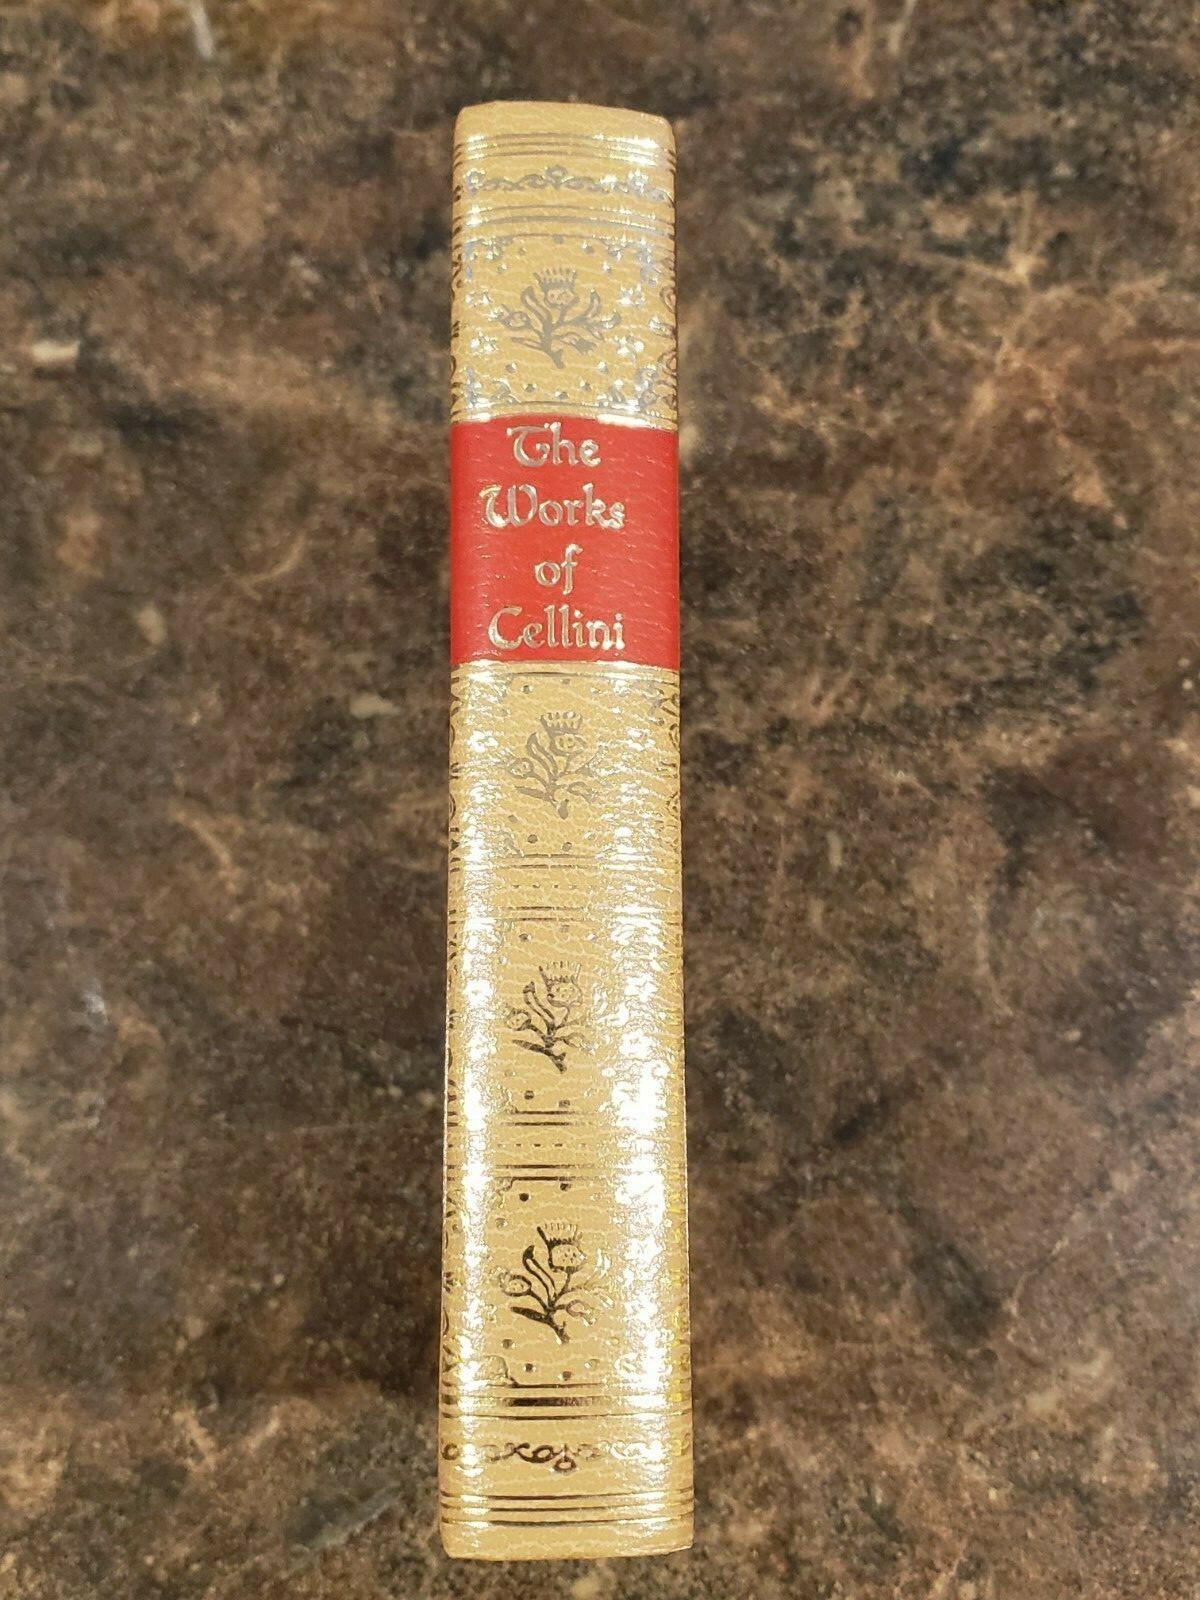 The
Works
of
Cellini